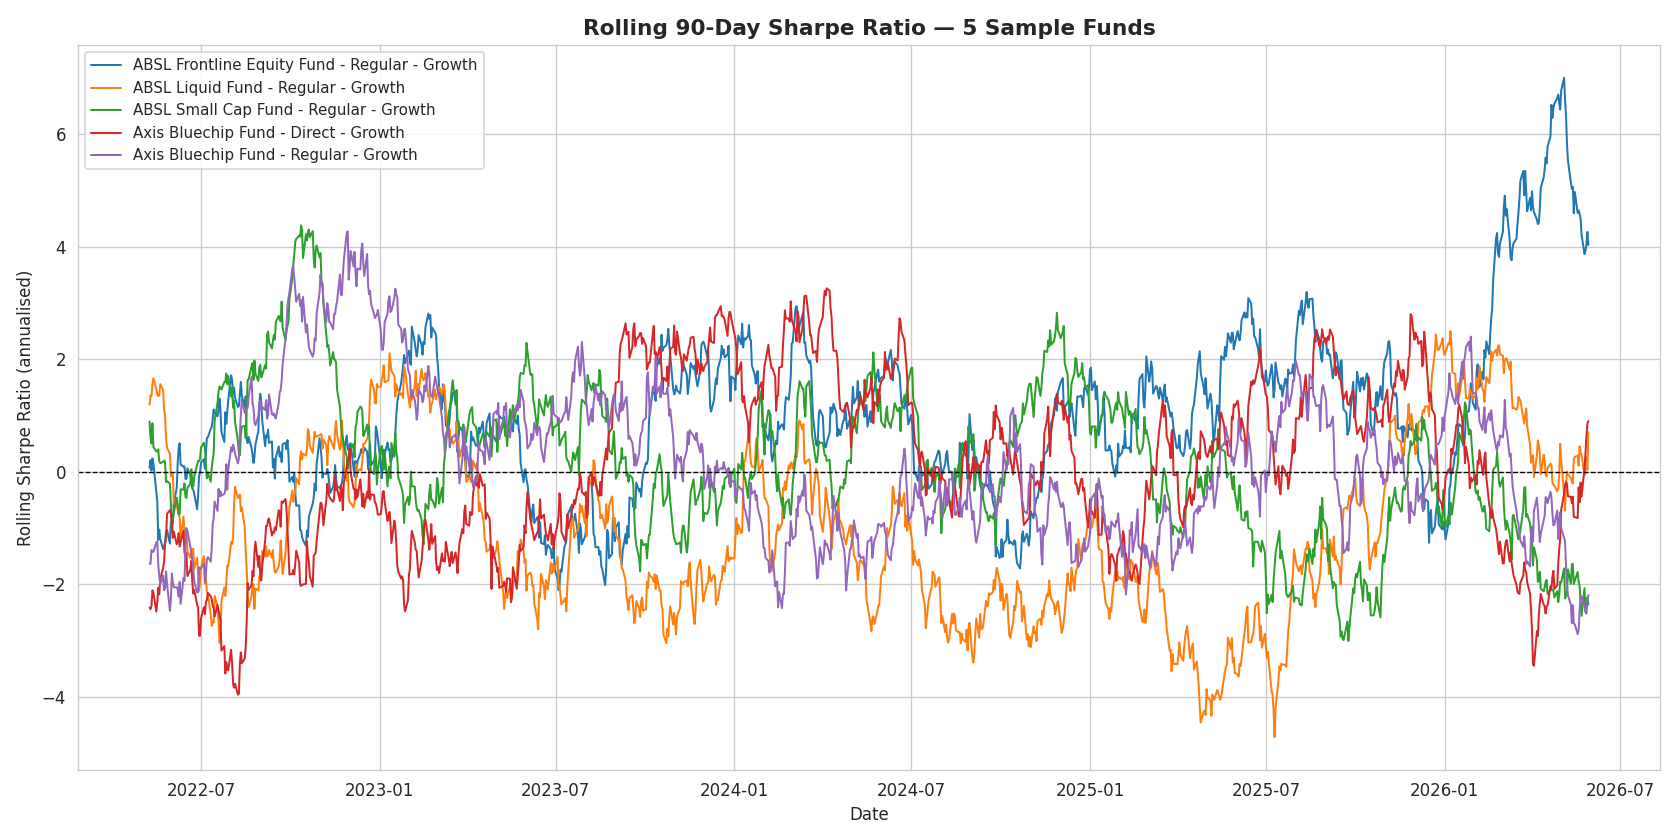 Rolling 90-Day Sharpe Ratio — 5 Sample Funds
ABSL Frontline Equity Fund - Regular - Growth
ABSL Liquid Fund - Regular - Growth
ABSL Small Cap Fund - Regular - Growth
Axis Bluechip Fund - Direct - Growth
Axis Bluechip Fund - Regular - Growth
Rolling Sharpe Ratio (annualised)
6
4
2
0
−2
−4
2022-07
2023-01
2023-07
2024-01
2024-07
2025-01
2025-07
2026-01
2026-07
Date